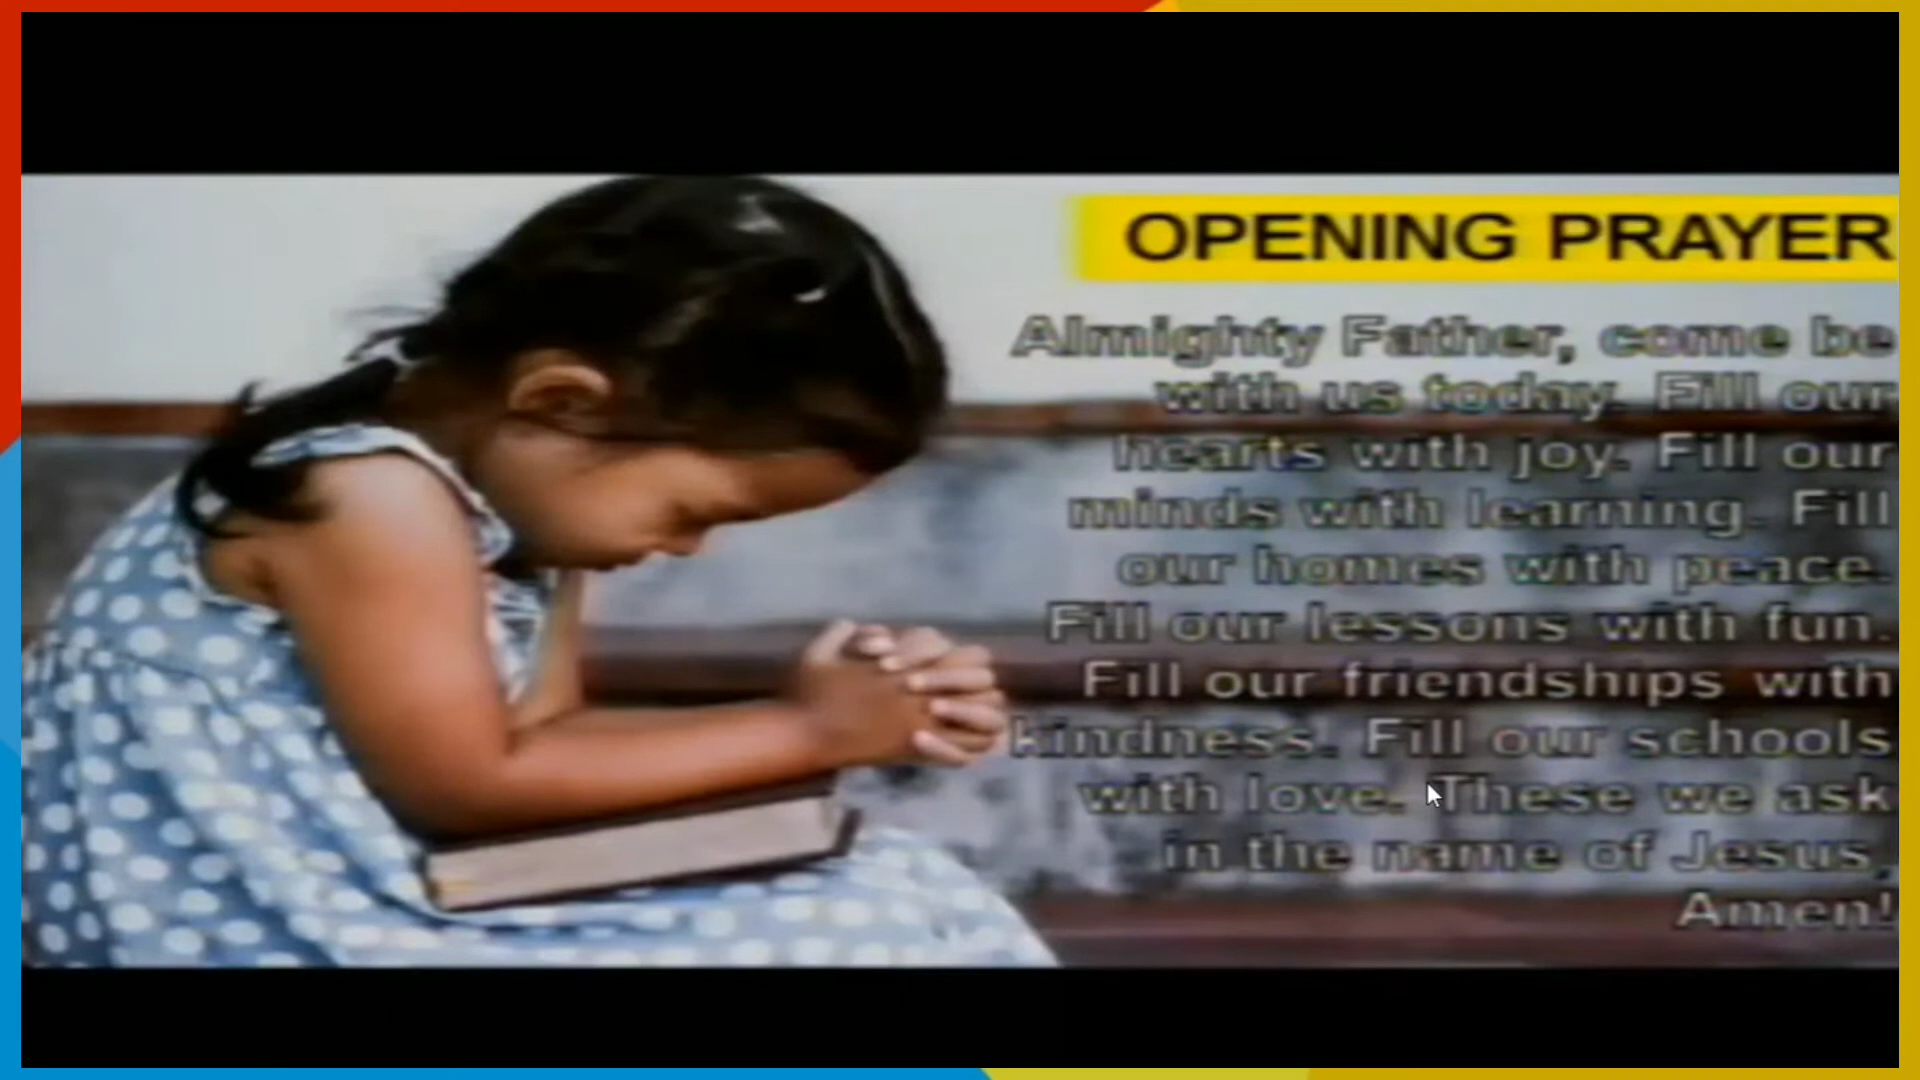 OPENING PRAYER
Almighty Father, come be
with us today. Fill our
hearts with joy. Fill our
minds with learning. Fill
our homes with peace.
Fill our lessons with fun.
Fill our friendships with
kindness. Fill our schools
with love. These we ask
in the name of Jesus,
Amen!